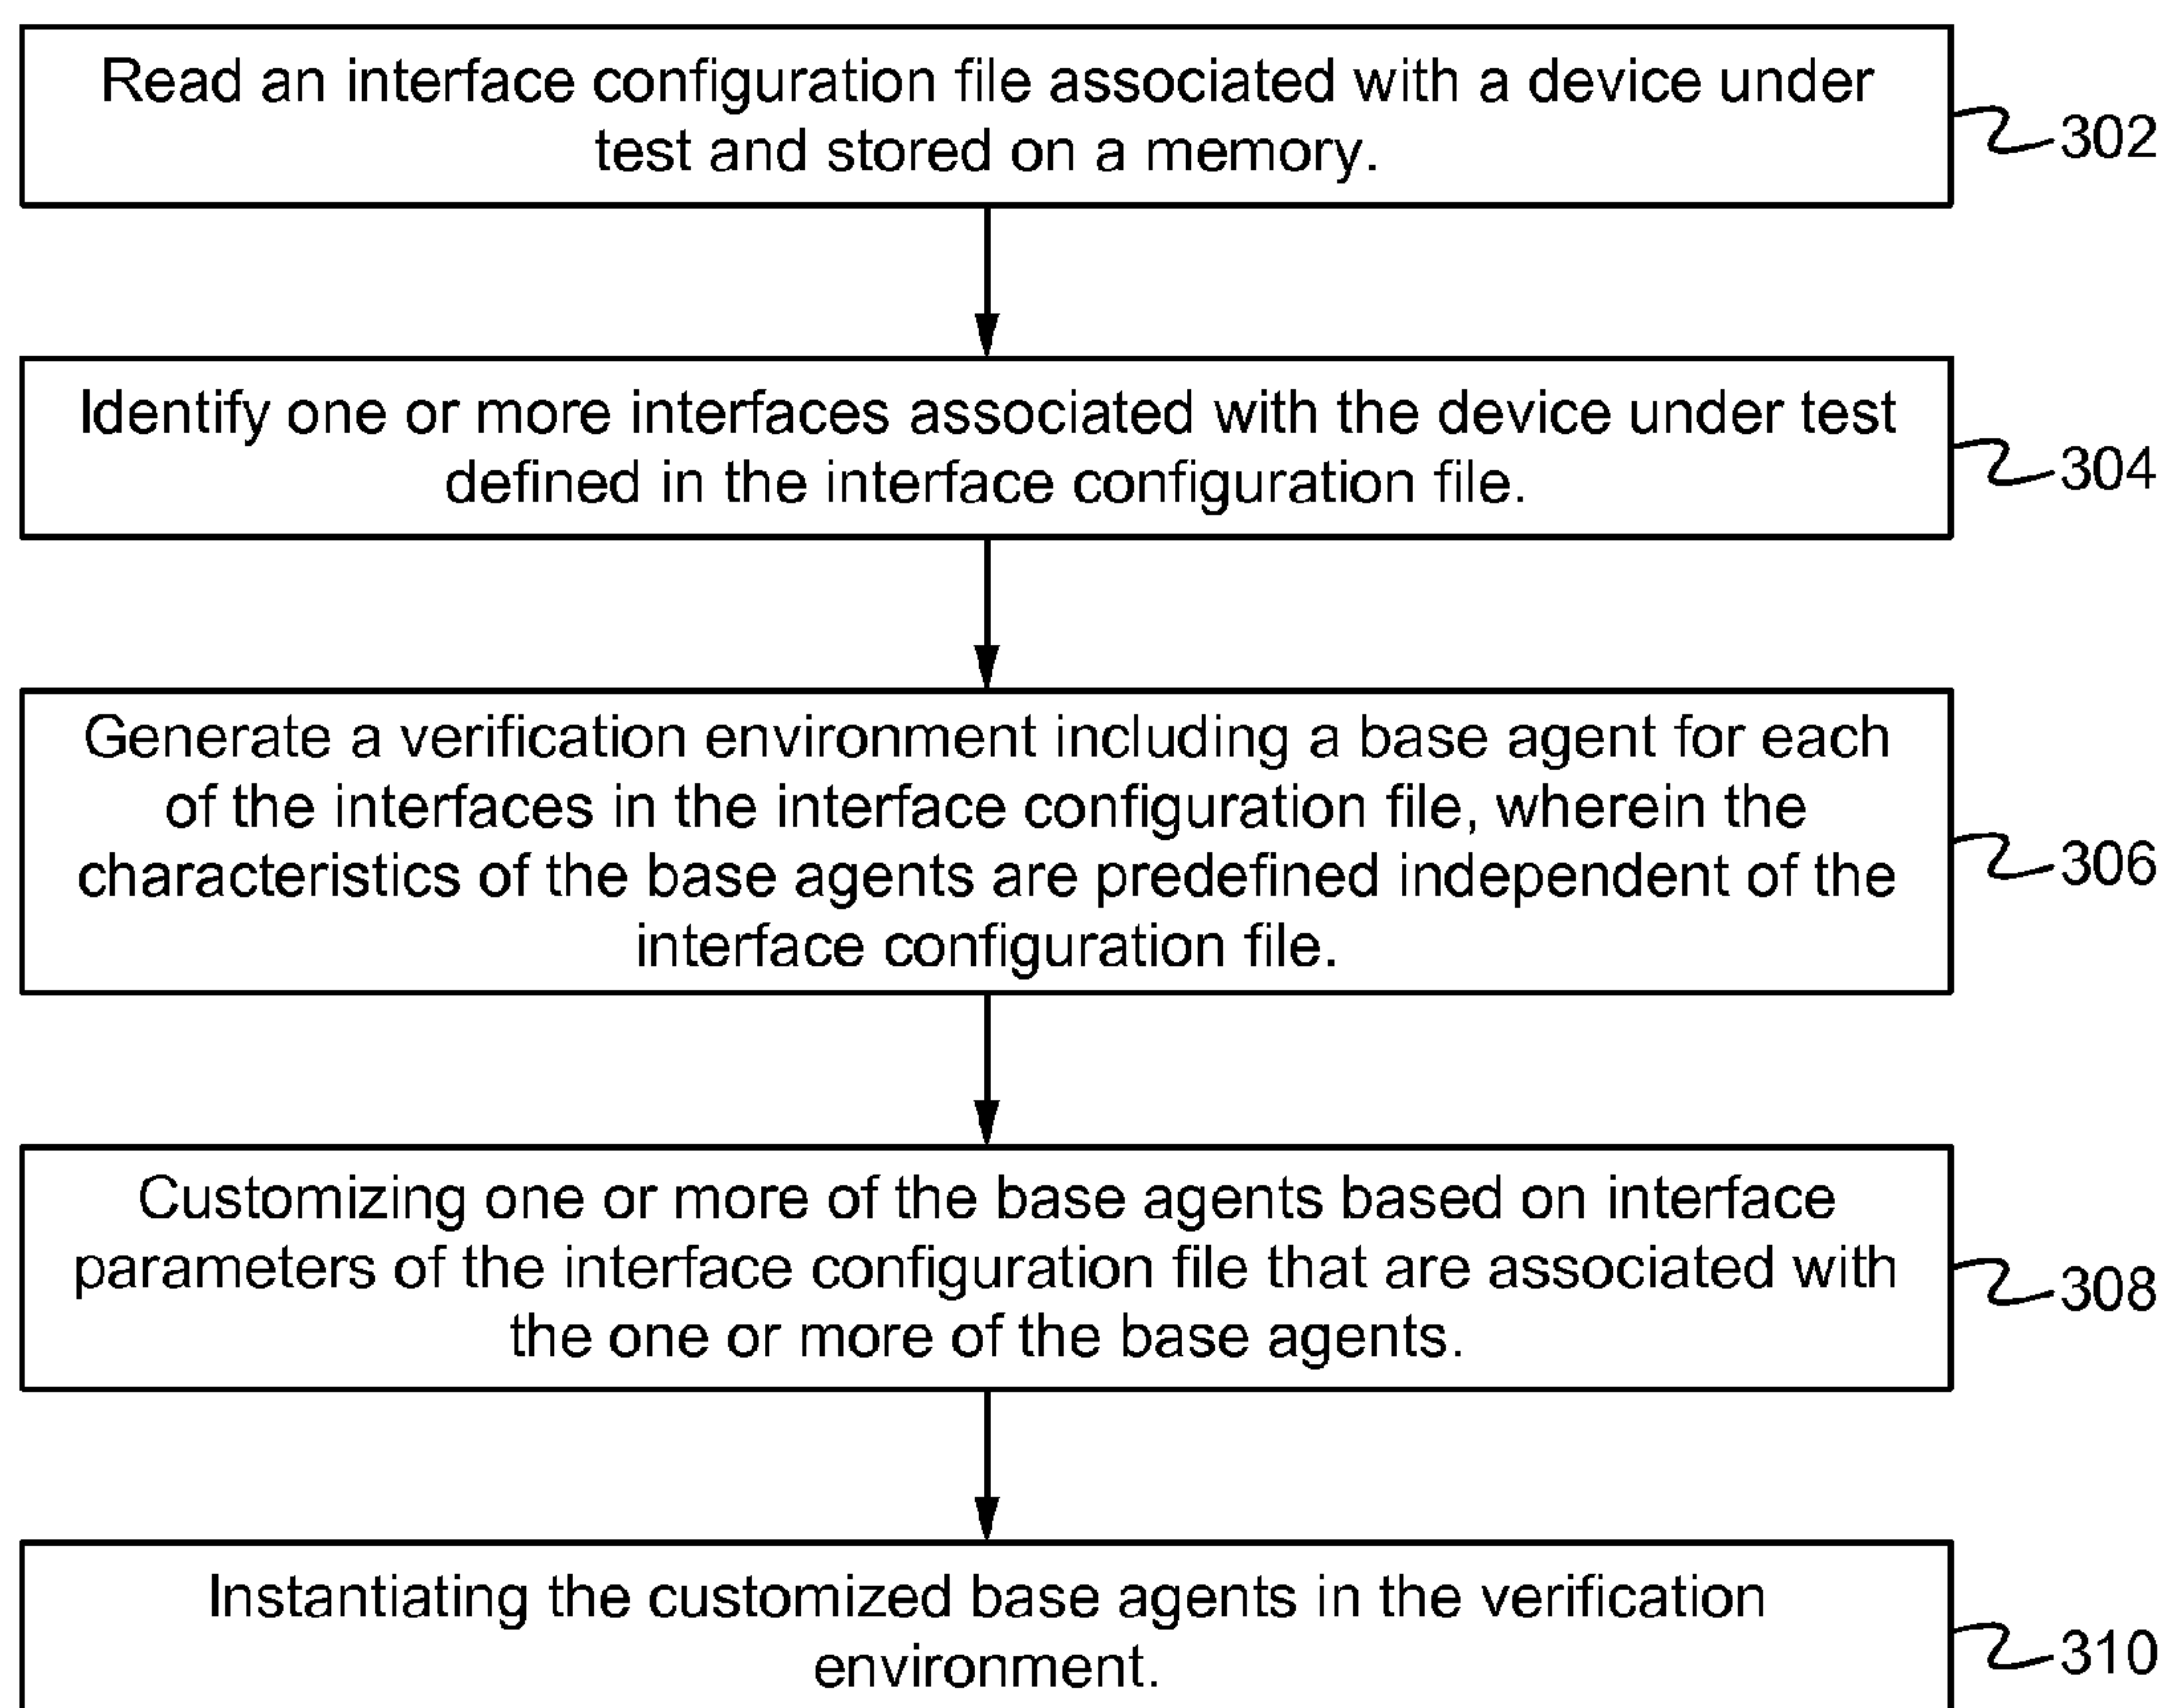 Read an interface configuration file associated with a device under
test and stored on a memory.
302
Identify one or more interfaces associated with the device under test
defined in the interface configuration file.
304
Generate a verification environment including a base agent for each
of the interfaces in the interface configuration file, wherein the
characteristics of the base agents are predefined independent of the
interface configuration file.
306
Customizing one or more of the base agents based on interface
parameters of the interface configuration file that are associated with
the one or more of the base agents.
308
Instantiating the customized base agents in the verification
environment.
310